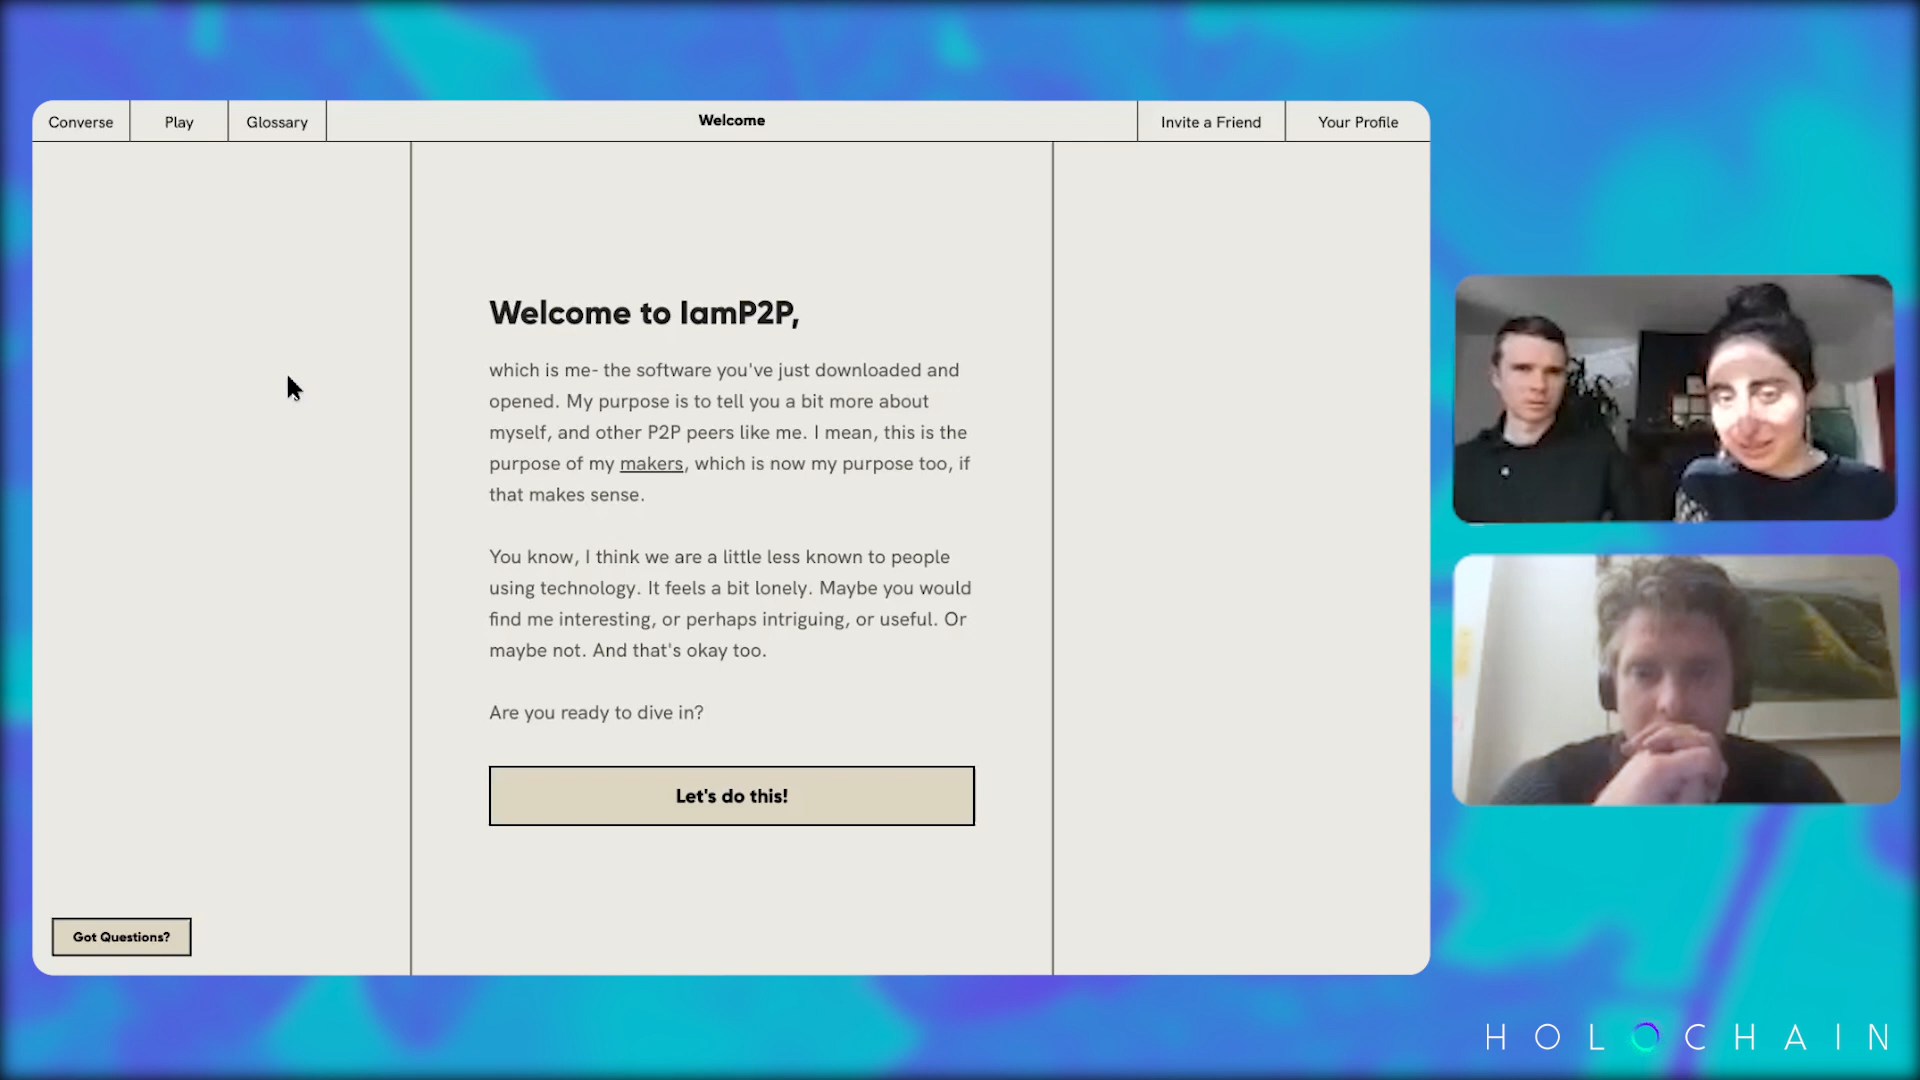 Converse
Play
Glossary
Welcome
Invite a Friend
Your Profile
Welcome to IamP2P,
which is me- the software you've just downloaded and
opened. My purpose is to tell you a bit more about
myself, and other P2P peers like me. I mean, this is the
purpose of my makers, which is now my purpose too, if
that makes sense.
You know, I think we are a little less known to people
using technology. It feels a bit lonely. Maybe you would
find me interesting, or perhaps intriguing, or useful. Or
maybe not. And that's okay too.
Are you ready to dive in?
Let's do this!
Got Questions?
HOLOCHAIN